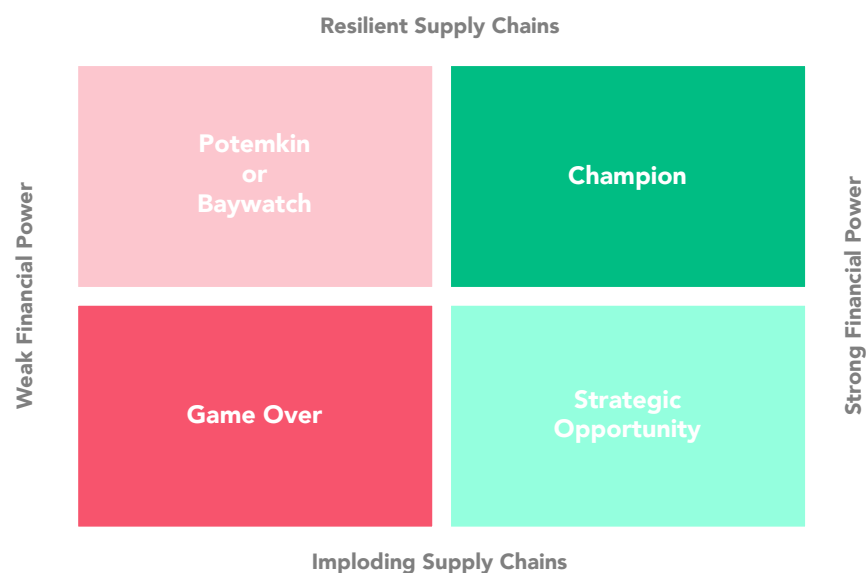 Resilient Supply Chains
Potemkin
or
Baywatch
Champion
Weak Financial Power
Strong Financial Power
Game Over
Strategic
Opportunity
Imploding Supply Chains